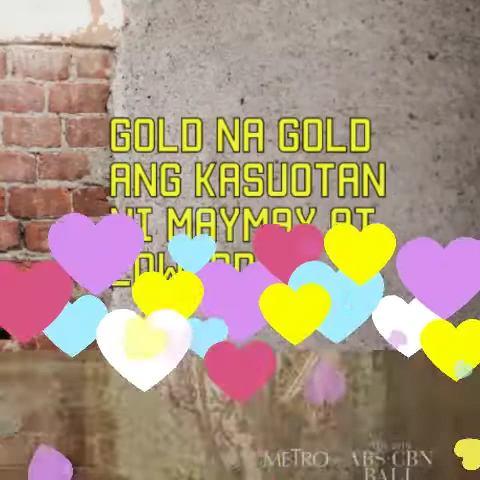 GOLD NA GOLD
ANG KASUOTAN
NI MAYMAY AT
METRO ABS-CBN
BALL